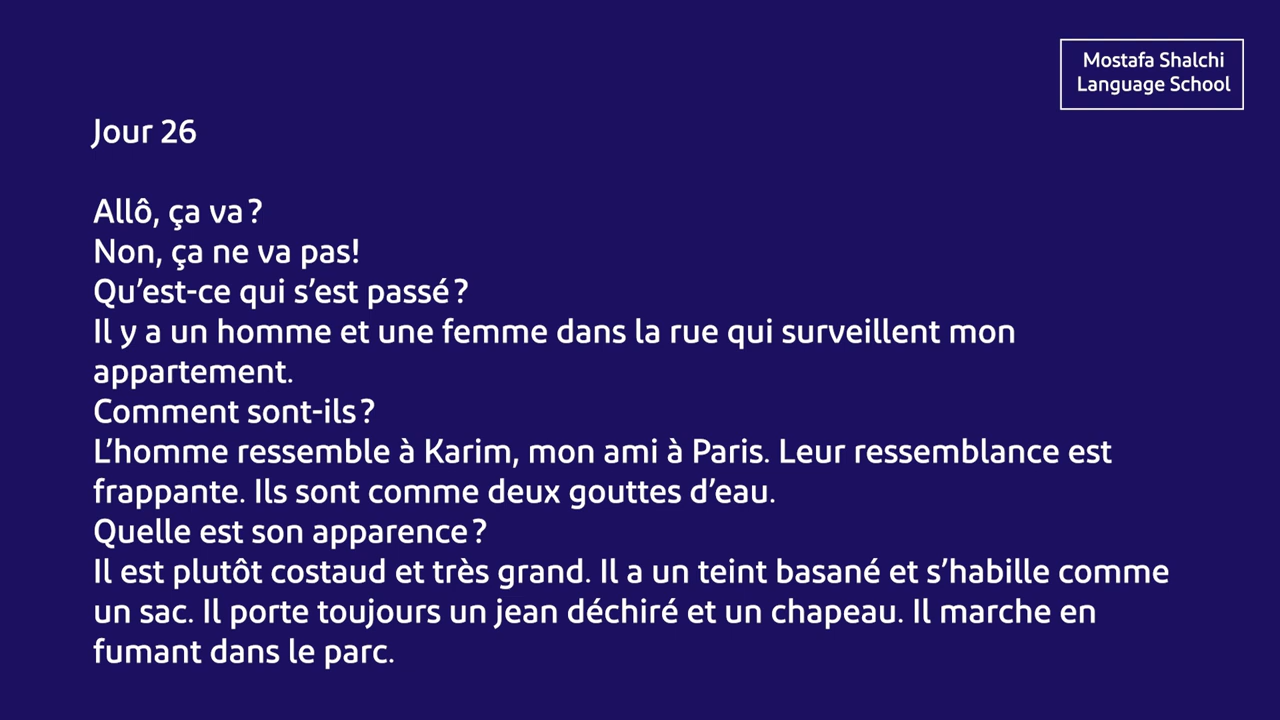 Mostafa Shalchi
Language School
Jour 26
Allô, ça va ?
Non, ça ne va pas!
Qu’est-ce qui s’est passé ?
Il y a un homme et une femme dans la rue qui surveillent mon
appartement.
Comment sont-ils ?
L’homme ressemble à Karim, mon ami à Paris. Leur ressemblance est
frappante. Ils sont comme deux gouttes d’eau.
Quelle est son apparence ?
Il est plutôt costaud et très grand. Il a un teint basané et s’habille comme
un sac. Il porte toujours un jean déchiré et un chapeau. Il marche en
fumant dans le parc.